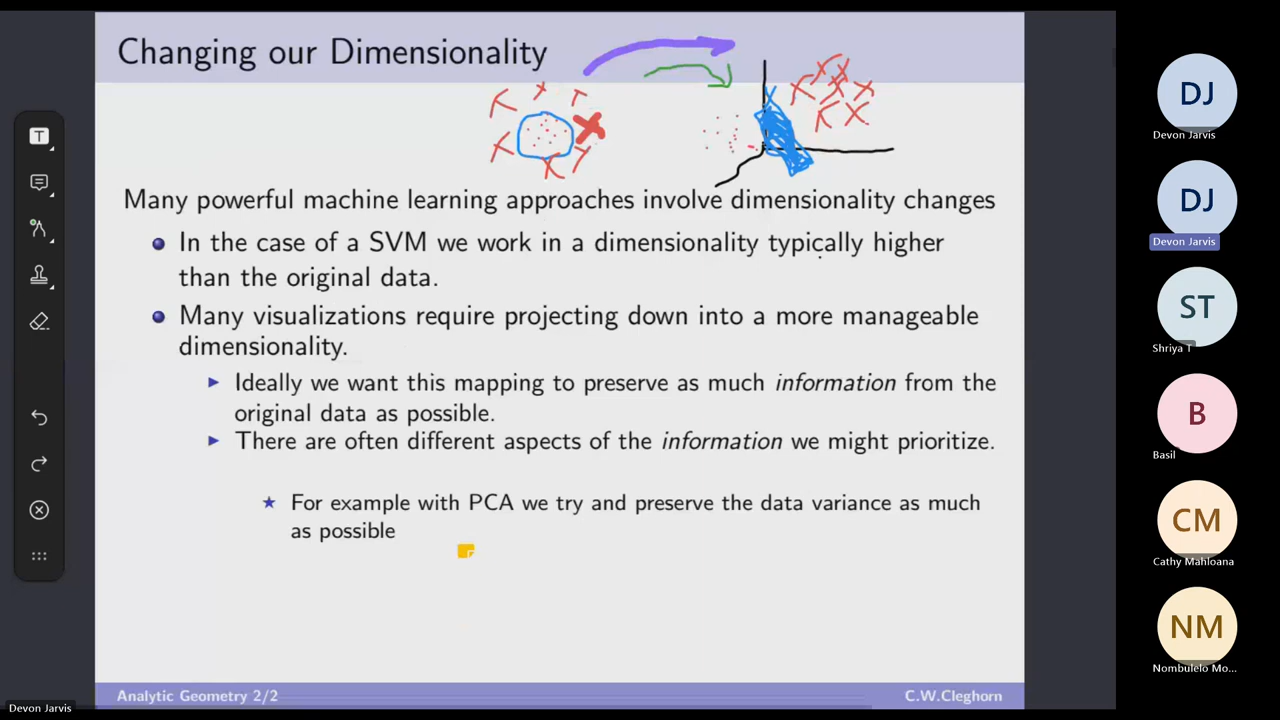 Changing our Dimensionality
Many powerful machine learning approaches involve dimensionality changes
In the case of a SVM we work in a dimensionality typically higher
than the original data.
Many visualizations require projecting down into a more manageable
dimensionality.
Ideally we want this mapping to preserve as much information from the
original data as possible.
There are often different aspects of the information we might prioritize.
For example with PCA we try and preserve the data variance as much
as possible
Analytic Geometry 2/2
C.W.Cleghorn
Devon Jarvis
T
DJ
Devon Jarvis
DJ
Devon Jarvis
ST
Shriya T
B
Basil
CM
Cathy Mahloana
NM
Nombulelo Mo...